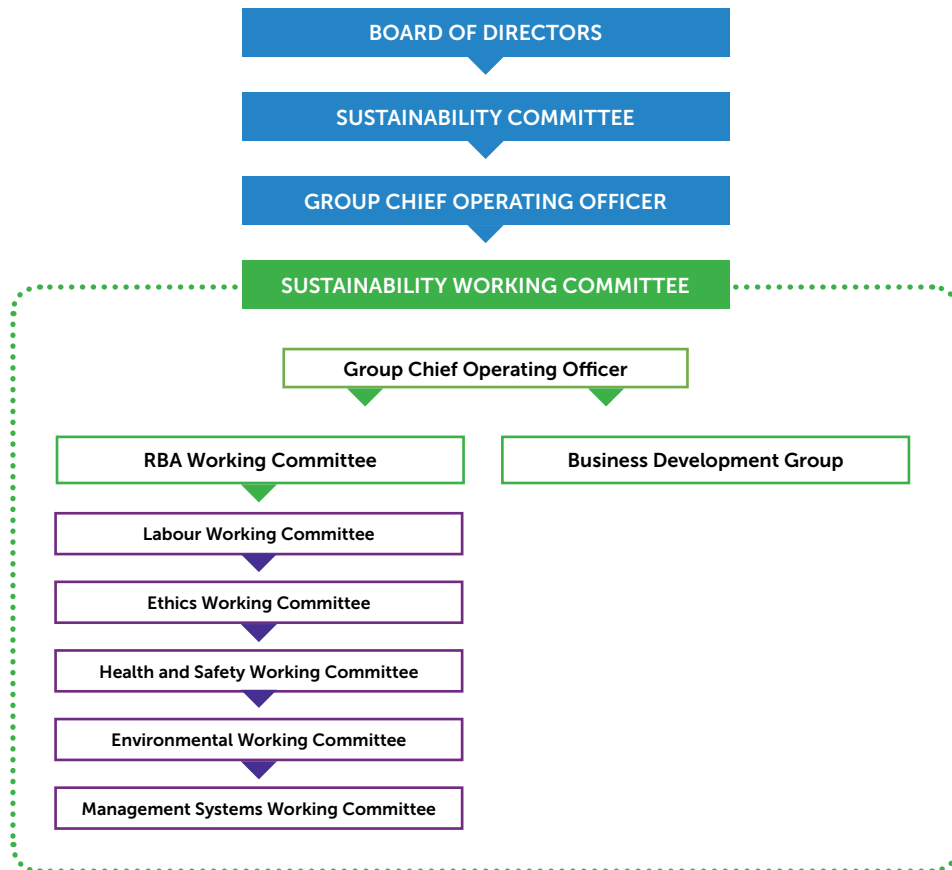 BOARD OF DIRECTORS
SUSTAINABILITY COMMITTEE
GROUP CHIEF OPERATING OFFICER
SUSTAINABILITY WORKING COMMITTEE
Group Chief Operating Officer
RBA Working Committee
Business Development Group
Labour Working Committee
Ethics Working Committee
Health and Safety Working Committee
Environmental Working Committee
Management Systems Working Committee